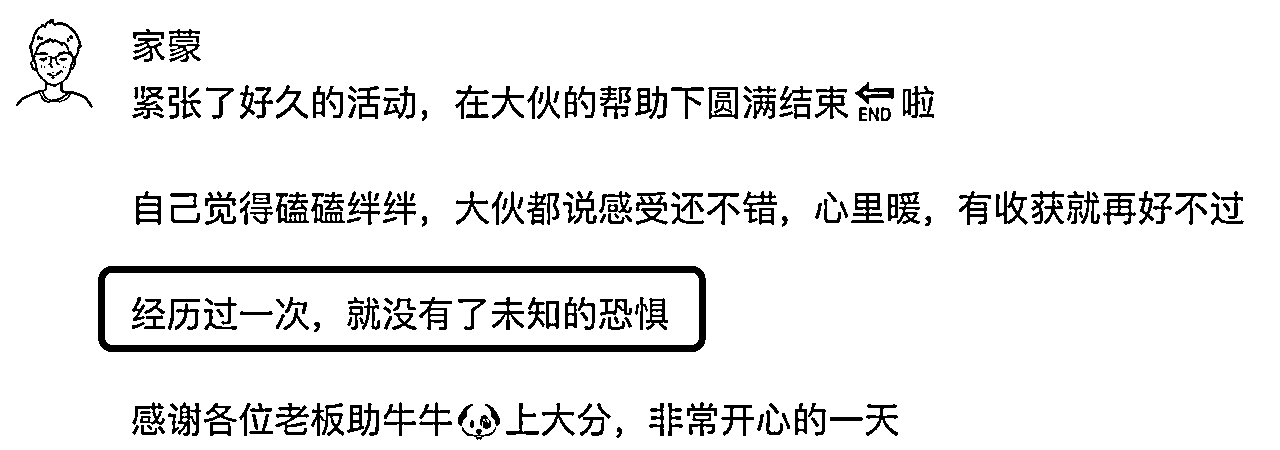 家蒙
紧张了好久的活动，在大伙的帮助下圆满结束🔚啦
自己觉得磕磕绊绊，大伙都说感受还不错，心里暖，有收获就再好不过
经历过一次，就没有了未知的恐惧
感谢各位老板助牛牛🐶上大分，非常开心的一天